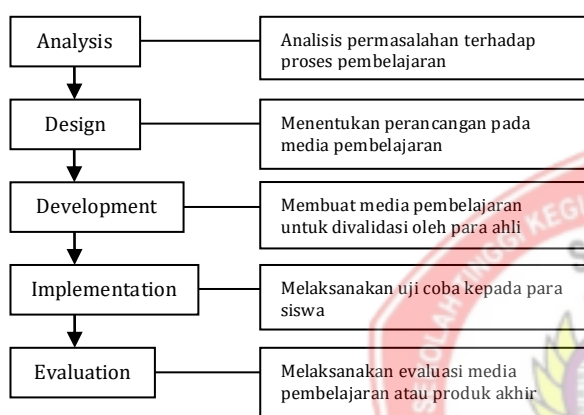 Analysis
Analisis permasalahan terhadap
proses pembelajaran
Design
Menentukan perancangan pada
media pembelajaran
Development
Membuat media pembelajaran
untuk divalidasi oleh para ahli
Implementation
Melaksanakan uji coba kepada para
siswa
Evaluation
Melaksanakan evaluasi media
pembelajaran atau produk akhir